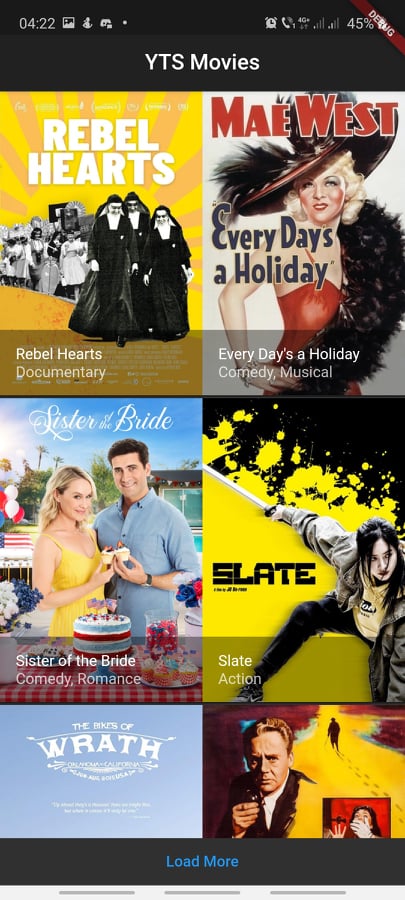 04:22
4G+
45%
DEBUG
YTS Movies
REBEL
HEARTS
Rebel Hearts
Documentary
MAE WEST
"Every Day's
a Holiday"
Every Day's a Holiday
Comedy, Musical
Sister of the Bride
Sister of the Bride
Comedy, Romance
SLATE
Slate
Action
THE BIKES OF
WRATH
OKLAHOMA - CALIFORNIA
Load More